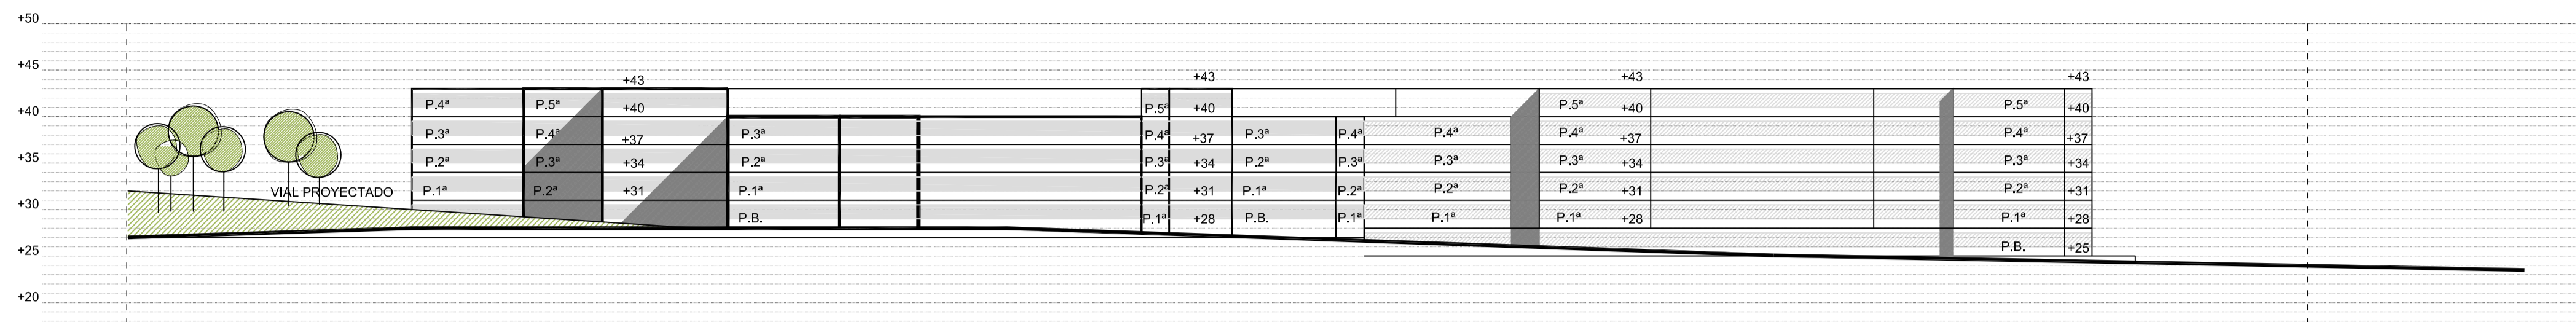 +50
+45
+40
+35
+30
+25
+20
VIAL PROYECTADO
P.4ª
P.3ª
P.2ª
P.1ª
P.5ª
P.4ª
P.3ª
P.2ª
+43
+40
+37
+34
+31
P.3ª
P.2ª
P.1ª
P.B.
P.5ª
P.4ª
P.3ª
P.2ª
P.1ª
+43
+40
+37
+34
+31
+28
P.3ª
P.2ª
P.1ª
P.B.
P.4ª
P.3ª
P.2ª
P.1ª
P.4ª
P.3ª
P.2ª
P.1ª
P.5ª
P.4ª
P.3ª
P.2ª
P.1ª
+43
+40
+37
+34
+31
+28
P.5ª
P.4ª
P.3ª
P.2ª
P.1ª
P.B.
+43
+40
+37
+34
+31
+28
+25